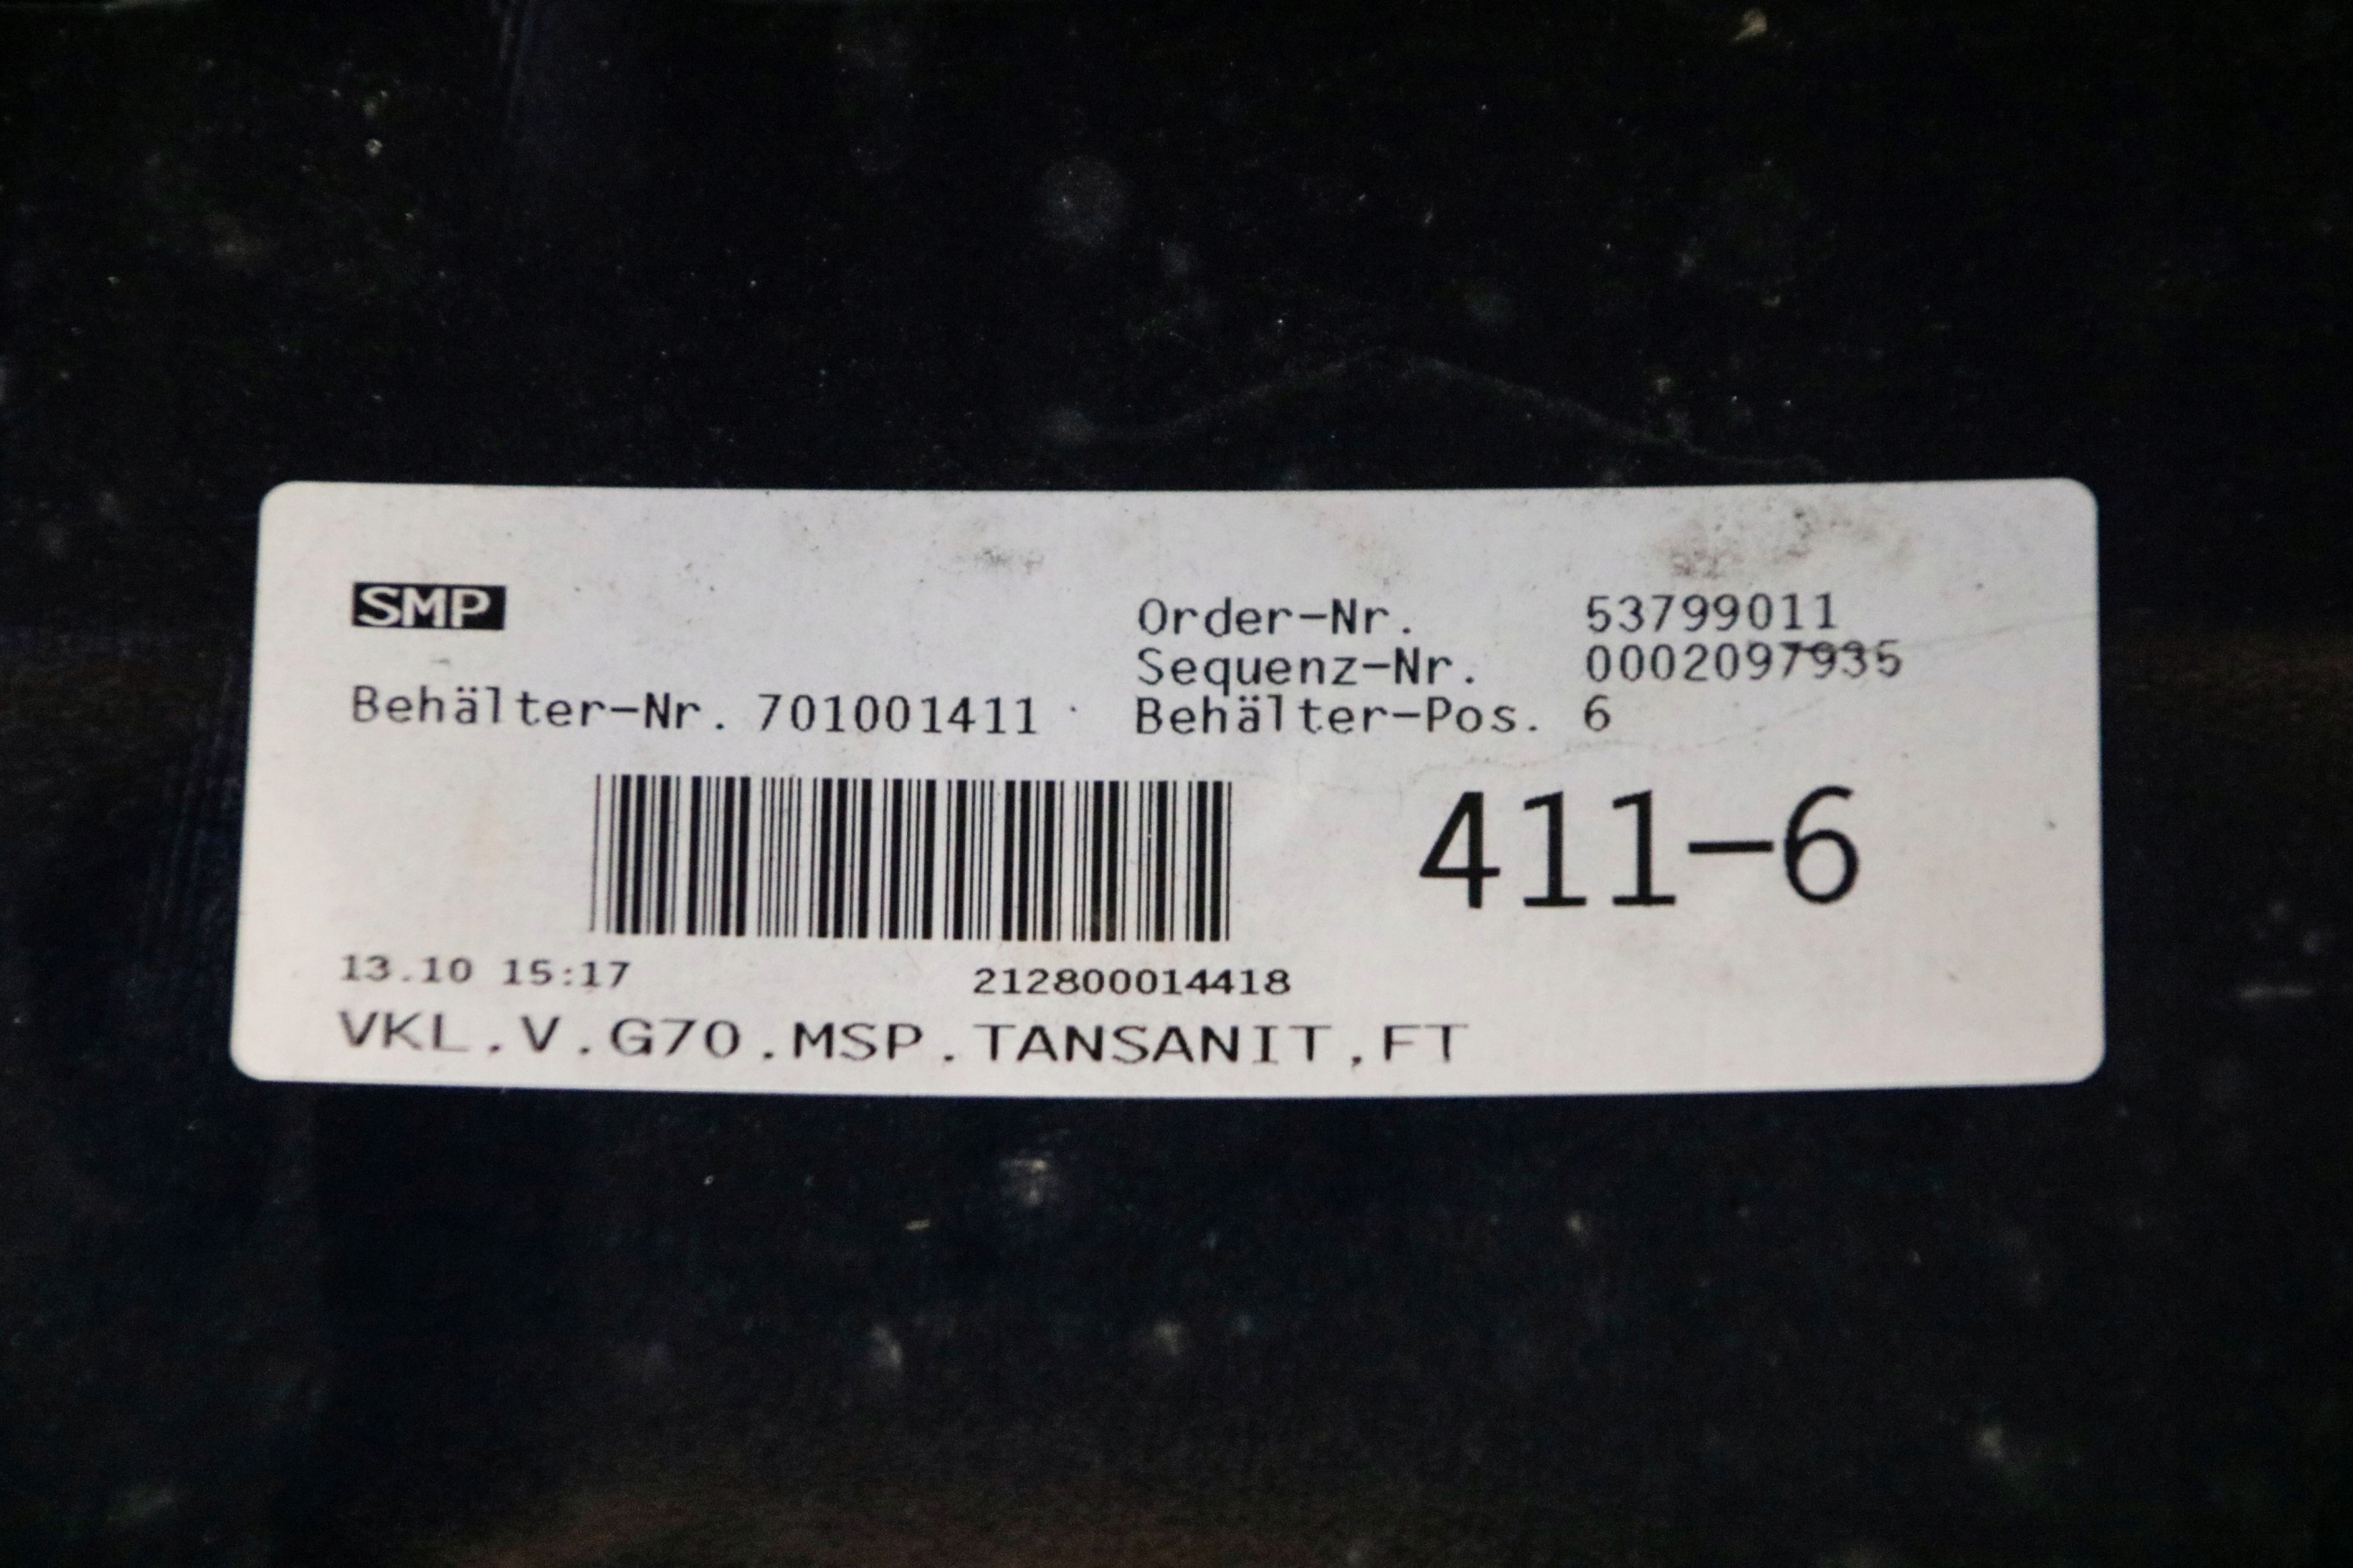 SMP
Order-Nr. 53799011
Sequenz-Nr. 0002097935
Behälter-Nr. 701001411 Behälter-Pos. 6
411-6
13.10 15:17 212800014418
VKL.V.G70.MSP.TANSANIT,FT